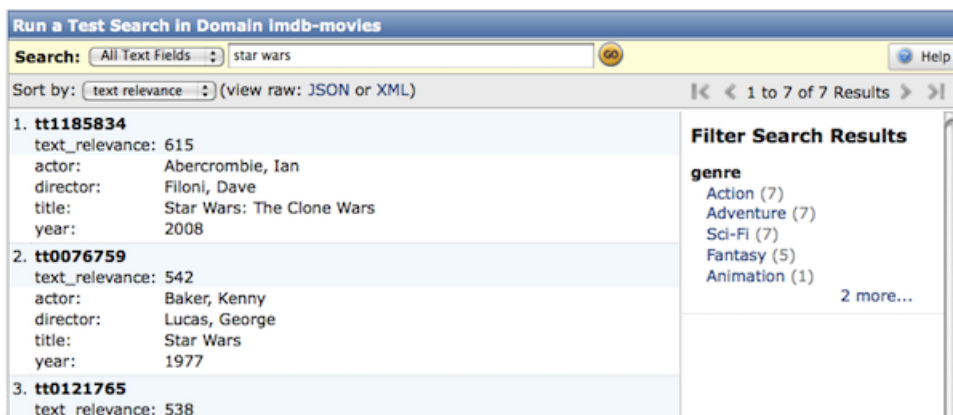 Run a Test Search in Domain imdb-movies
Search: All Text Fields star wars GO Help
Sort by: text relevance (view raw: JSON or XML) 1 to 7 of 7 Results
1. tt1185834
text_relevance: 615
actor: Abercrombie, Ian
director: Filoni, Dave
title: Star Wars: The Clone Wars
year: 2008
2. tt0076759
text_relevance: 542
actor: Baker, Kenny
director: Lucas, George
title: Star Wars
year: 1977
3. tt0121765
text_relevance: 538
Filter Search Results
genre
Action (7)
Adventure (7)
Sci-Fi (7)
Fantasy (5)
Animation (1)
2 more...